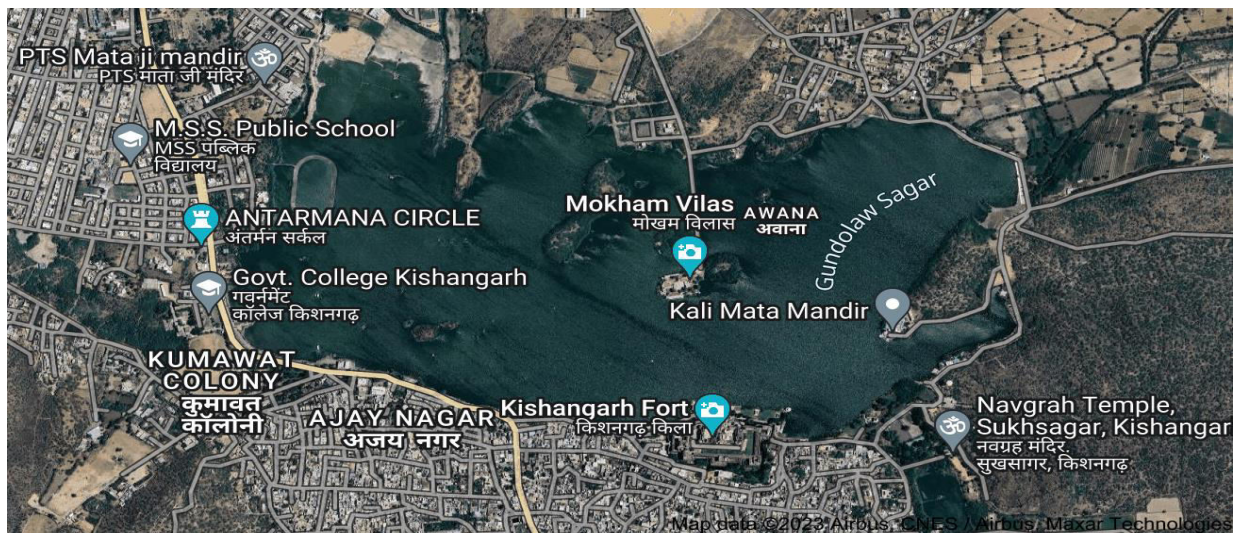 PTS Mata ji mandir
PTS माता जी मंदिर
M.S.S. Public School
MSS पब्लिक
विद्यालय
ANTARMANA CIRCLE
अंतर्मन सर्कल
Govt. College Kishangarh
गवर्नमेंट
कॉलेज किशनगढ़
KUMAWAT
COLONY
कुमावत
कॉलोनी
AJAY NAGAR
अजय नगर
Mokham Vilas
मोखम विलास
AWANA
अवाना
Gundolaw Sagar
Kali Mata Mandir
Kishangarh Fort
किशनगढ़ किला
Navgrah Temple,
Sukhsagar, Kishangar
नवग्रह मंदिर.
सुखसागर, किशनगढ़
Map data ©2023 Airbus, CNES / Airbus, Maxar Technologies